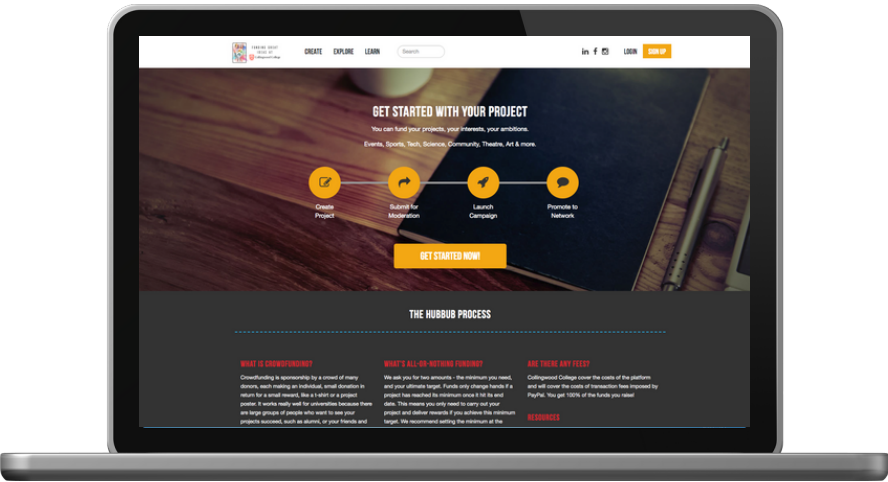 FUNDING GREAT
IDEAS AT
Collingwood College
CREATE EXPLORE LEARN Search LOGIN SIGN UP
GET STARTED WITH YOUR PROJECT
You can fund your projects, your interests, your ambitions.
Events, Sports, Tech, Science, Community, Theatre, Art & more.
Create
Project
Submit for
Moderation
Launch
Campaign
Promote to
Network
GET STARTED NOW!
THE HUBBUB PROCESS
WHAT IS CROWDFUNDING?
Crowdfunding is sponsorship by a crowd of many
donors, each making an individual, small donation in
return for a small reward, like a t-shirt or a project
poster. It works really well for universities because there
are large groups of people who want to see your
projects succeed, such as alumni, or your friends and
WHAT'S ALL-OR-NOTHING FUNDING?
We ask you for two amounts - the minimum you need,
and your ultimate target. Funds only change hands if a
project has reached its minimum once it hit its end
date. This means you only need to carry out your
project and deliver rewards if you achieve this minimum
target. We recommend setting the minimum at the
ARE THERE ANY FEES?
Collingwood College cover the costs of the platform
and will cover the costs of transaction fees imposed by
PayPal. You get 100% of the funds you raise!
RESOURCES